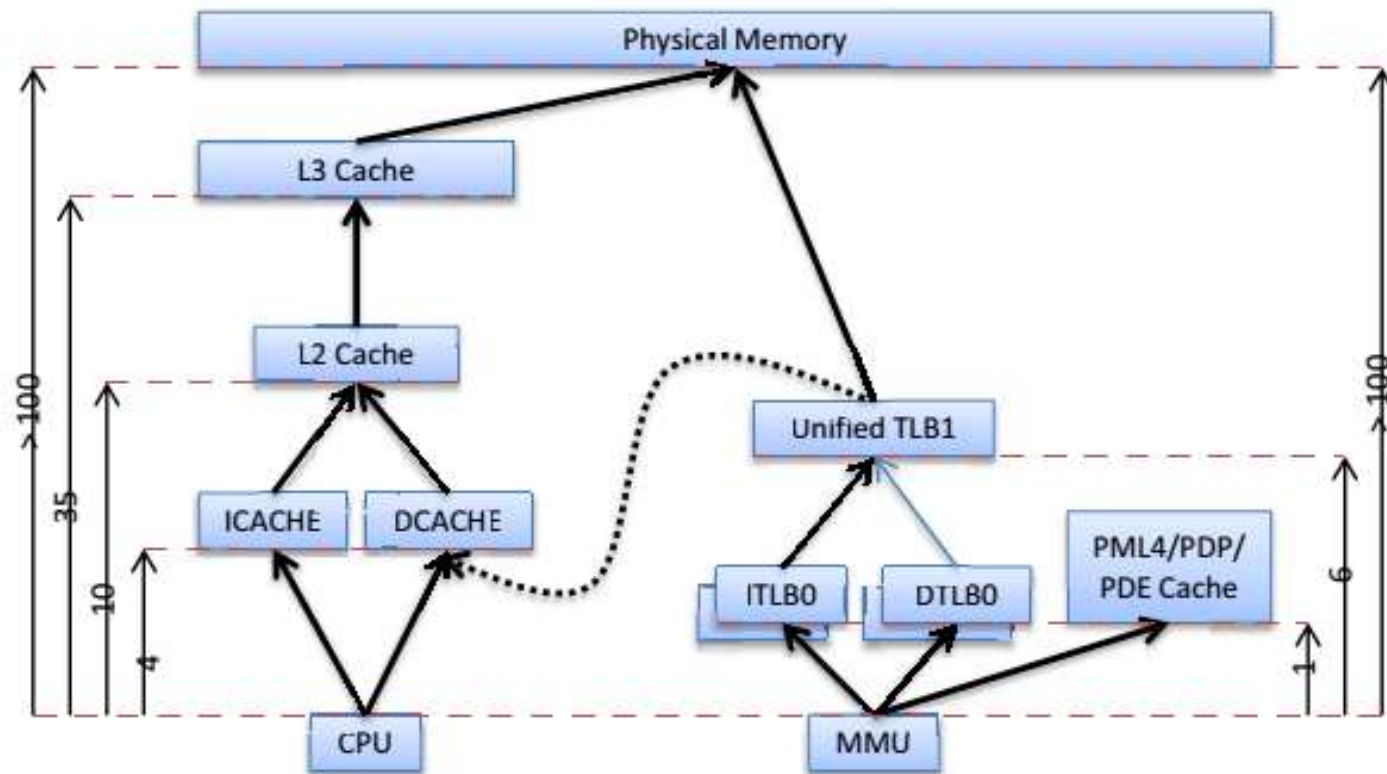 Physical Memory
L3 Cache
L2 Cache
Unified TLB1
ICACHE
DCACHE
ITLB0
DTLB0
PML4/PDP/
PDE Cache
CPU
MMU
>100
35
10
4
1
6
>100